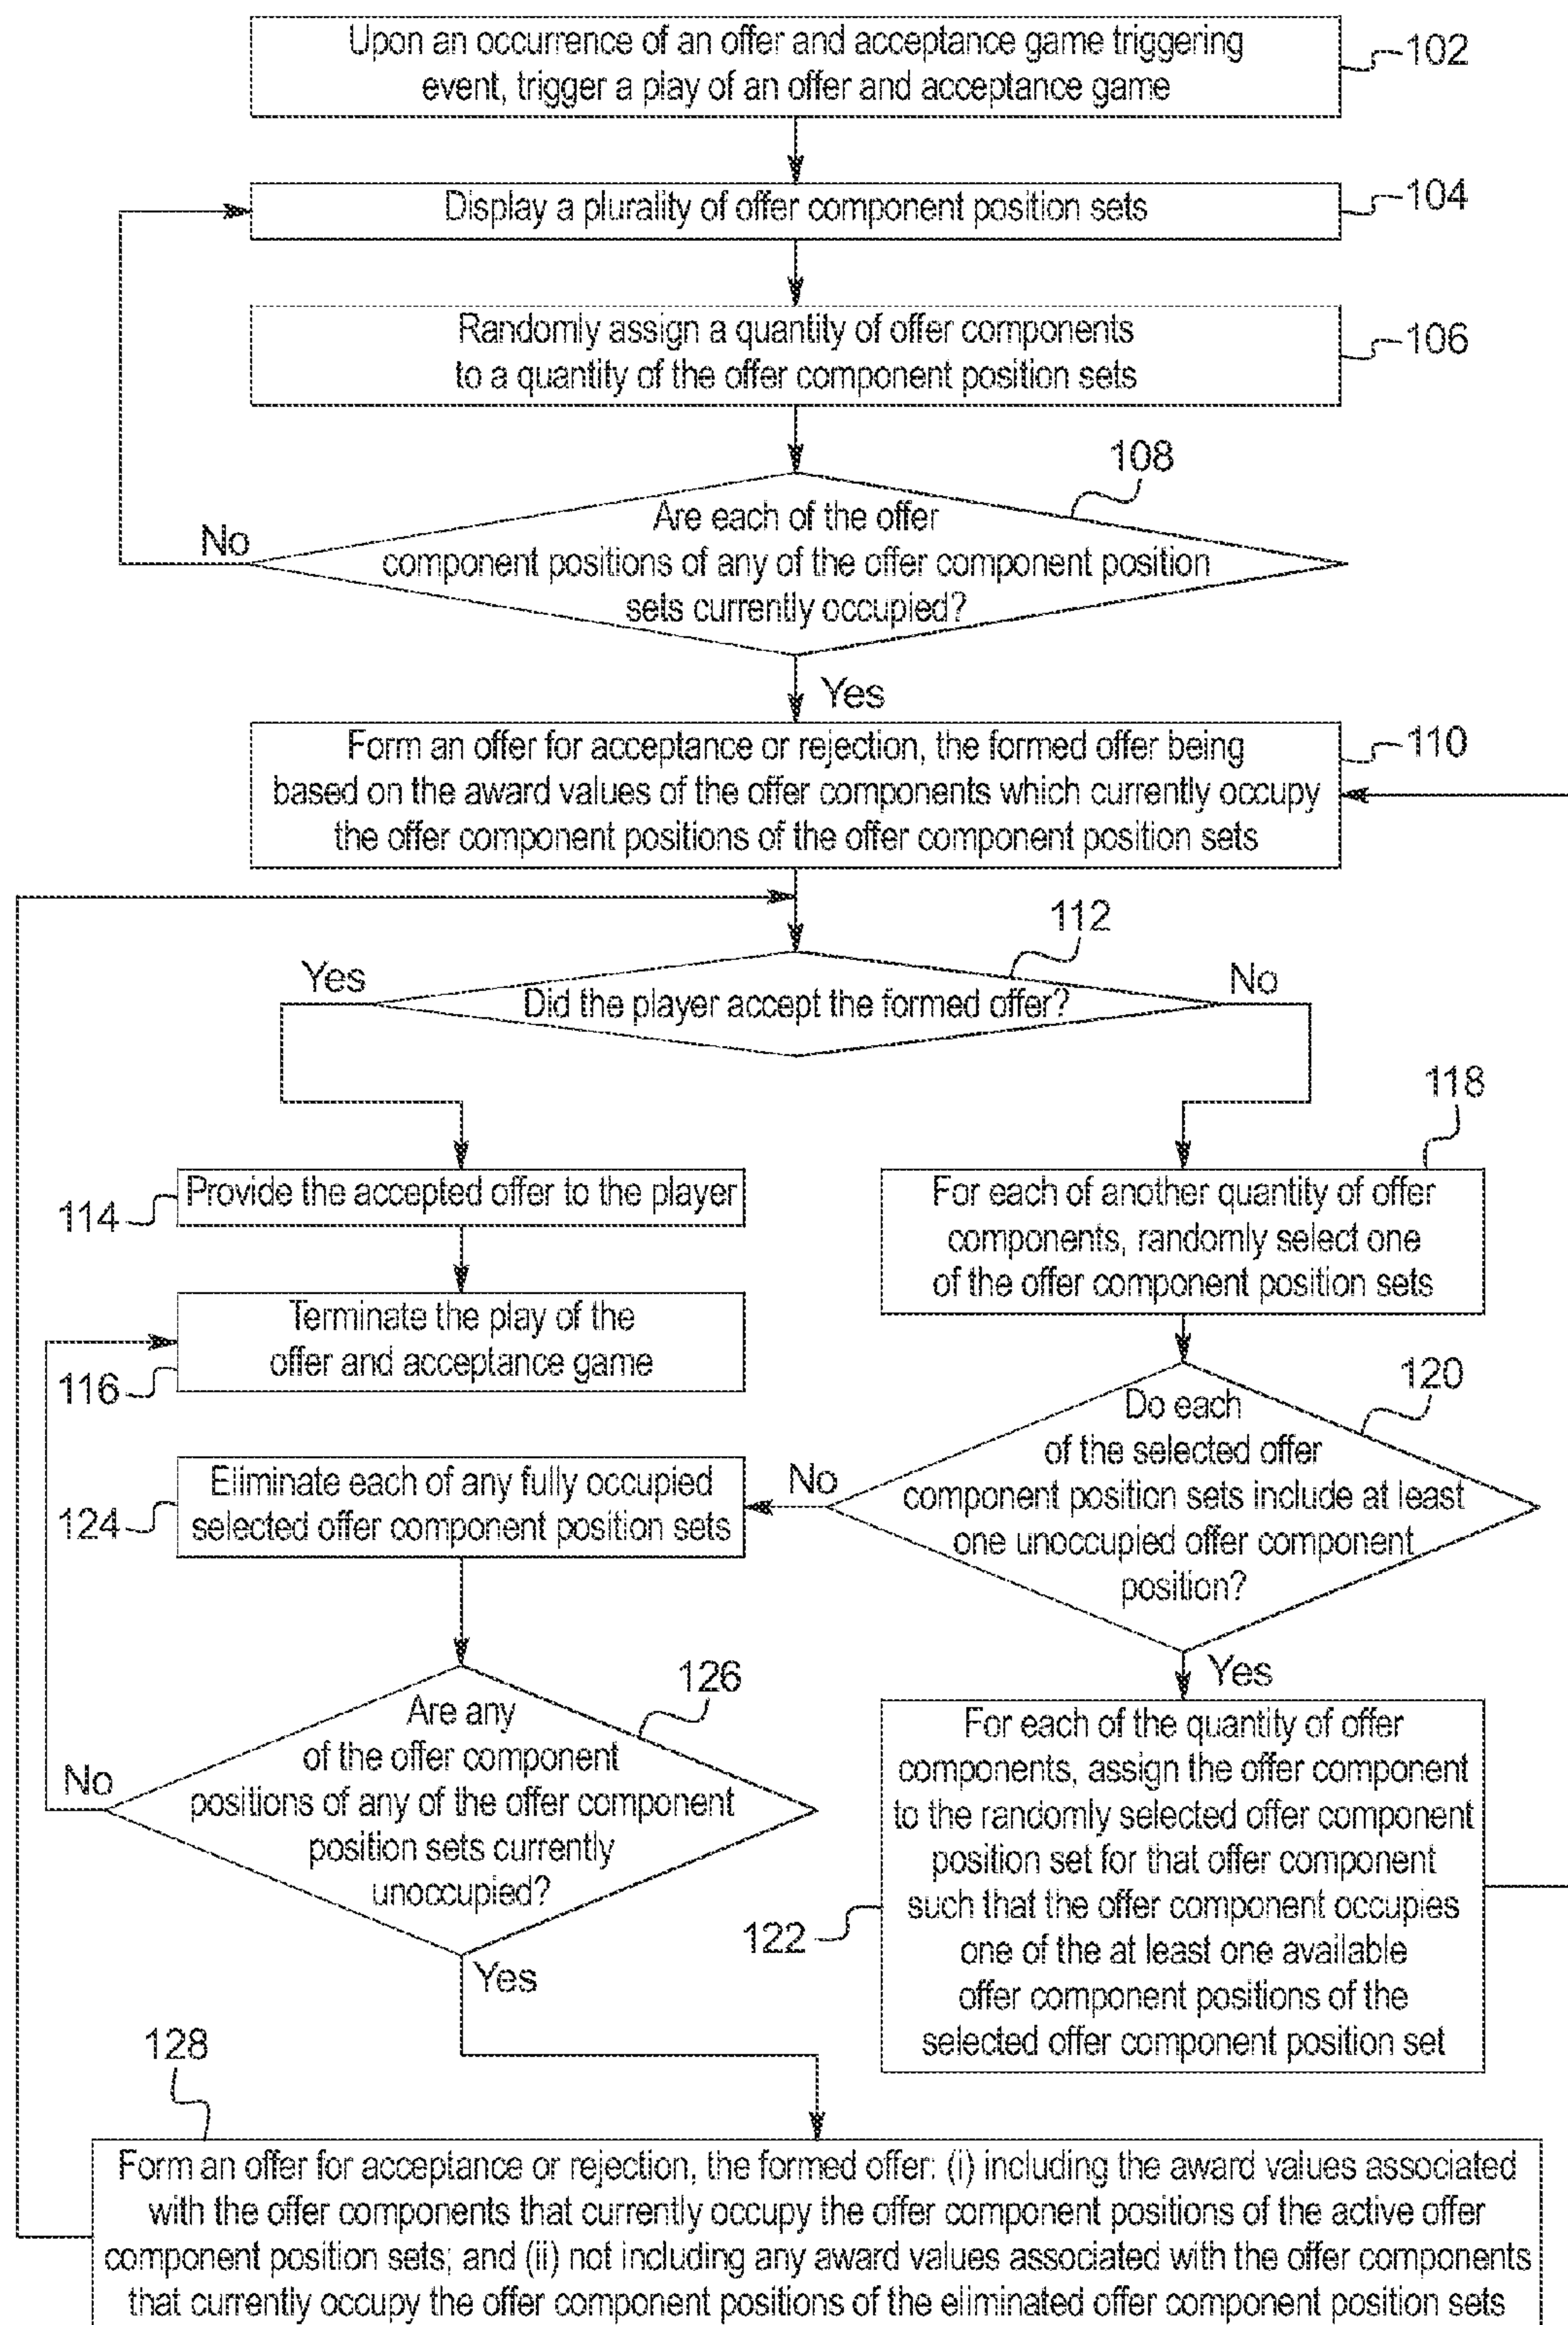 Upon an occurrence of an offer and acceptance game triggering
event, trigger a play of an offer and acceptance game
102
Display a plurality of offer component position sets
104
Randomly assign a quantity of offer components
to a quantity of the offer component position sets
106
108
Are each of the offer
component positions of any of the offer component position
sets currently occupied?
No
Yes
Form an offer for acceptance or rejection, the formed offer being
based on the award values of the offer components which currently occupy
the offer component positions of the offer component position sets
110
112
Did the player accept the formed offer?
Yes
No
114
Provide the accepted offer to the player
118
For each of another quantity of offer
components, randomly select one
of the offer component position sets
Terminate the play of the
offer and acceptance game
116
120
Do each
of the selected offer
component position sets include at least
one unoccupied offer component
position?
No
Yes
Eliminate each of any fully occupied
selected offer component position sets
124
126
Are any
of the offer component
positions of any of the offer component
position sets currently
unoccupied?
No
Yes
For each of the quantity of offer
components, assign the offer component
to the randomly selected offer component
position set for that offer component
such that the offer component occupies
one of the at least one available
offer component positions of the
selected offer component position set
122
128
Form an offer for acceptance or rejection, the formed offer: (i) including the award values associated
with the offer components that currently occupy the offer component positions of the active offer
component position sets; and (ii) not including any award values associated with the offer components
that currently occupy the offer component positions of the eliminated offer component position sets